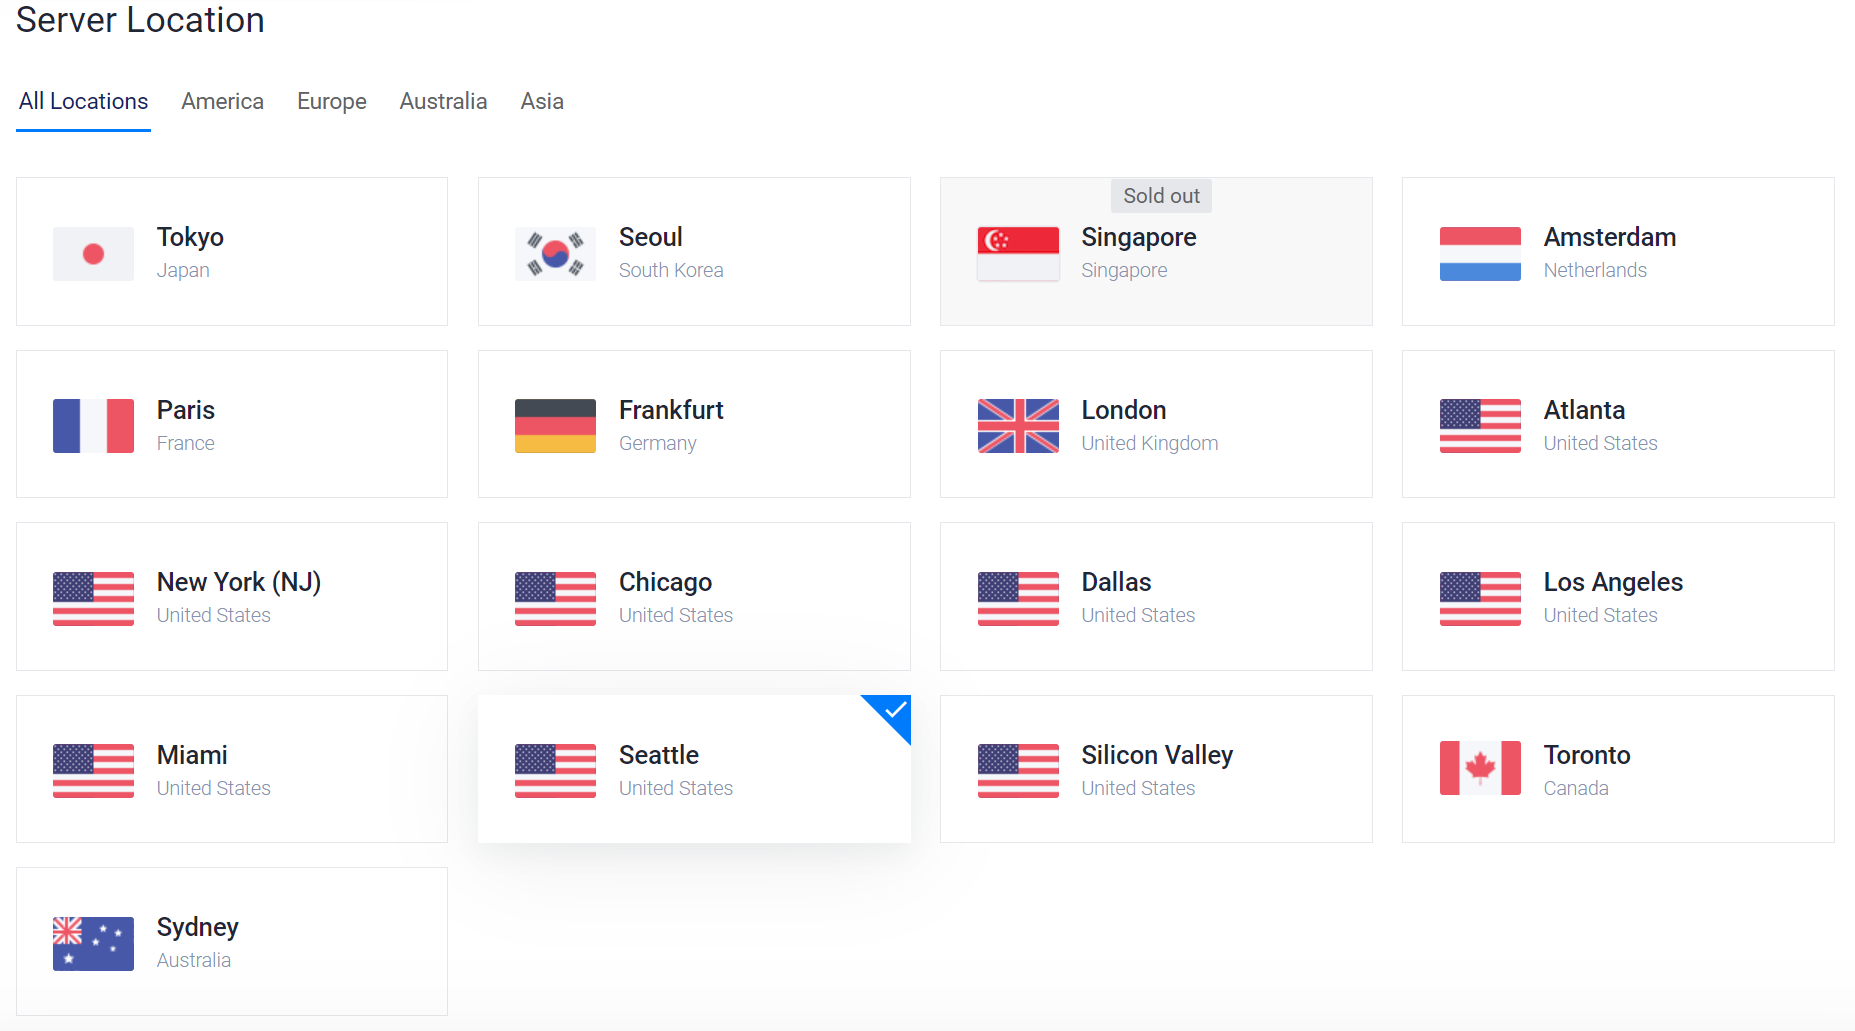 Server Location
All Locations America Europe Australia Asia
Tokyo
Japan
Seoul
South Korea
Sold out
Singapore
Singapore
Amsterdam
Netherlands
Paris
France
Frankfurt
Germany
London
United Kingdom
Atlanta
United States
New York (NJ)
United States
Chicago
United States
Dallas
United States
Los Angeles
United States
Miami
United States
Seattle
United States
Silicon Valley
United States
Toronto
Canada
Sydney
Australia